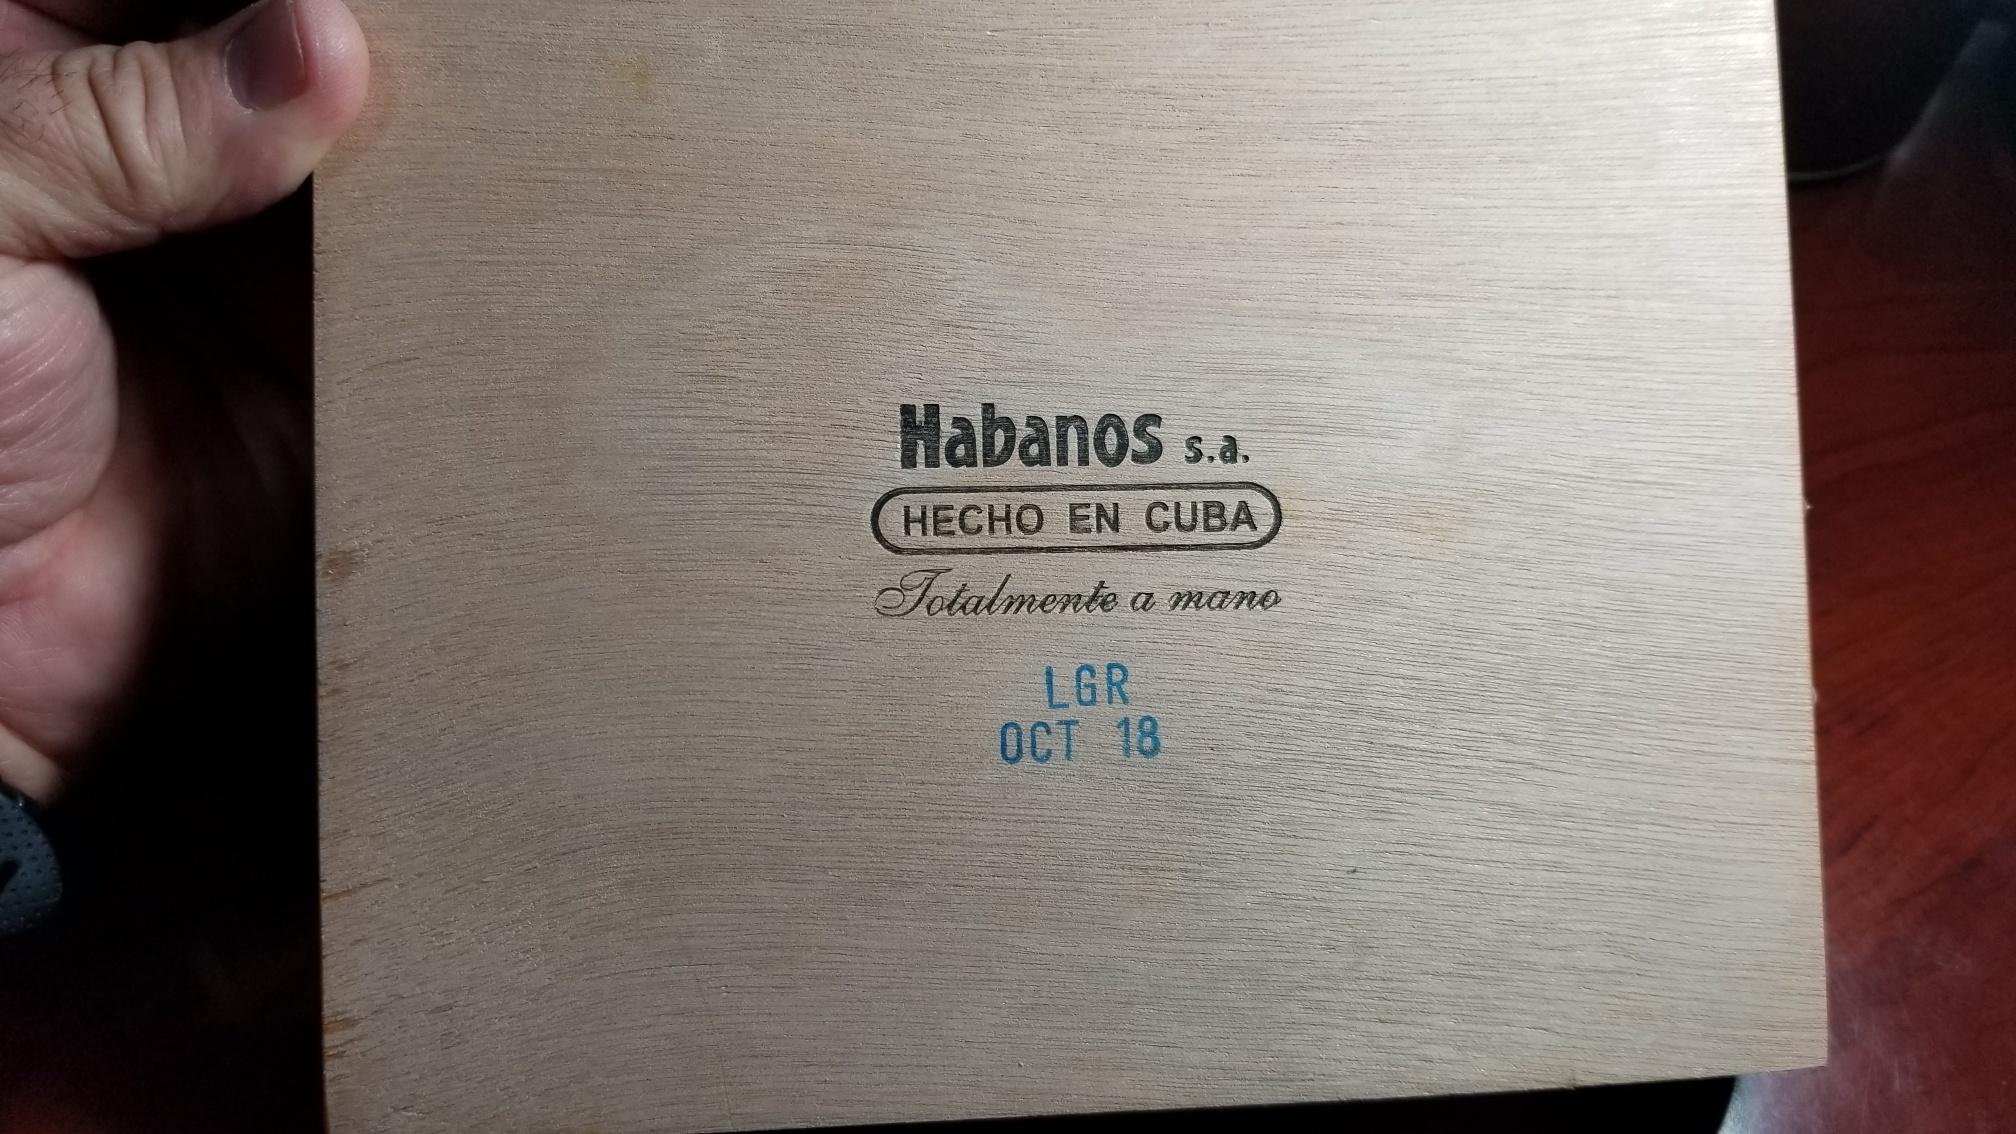 Habanos s.a.
HECHO EN CUBA
Totalmente a mano
LGR
OCT 18